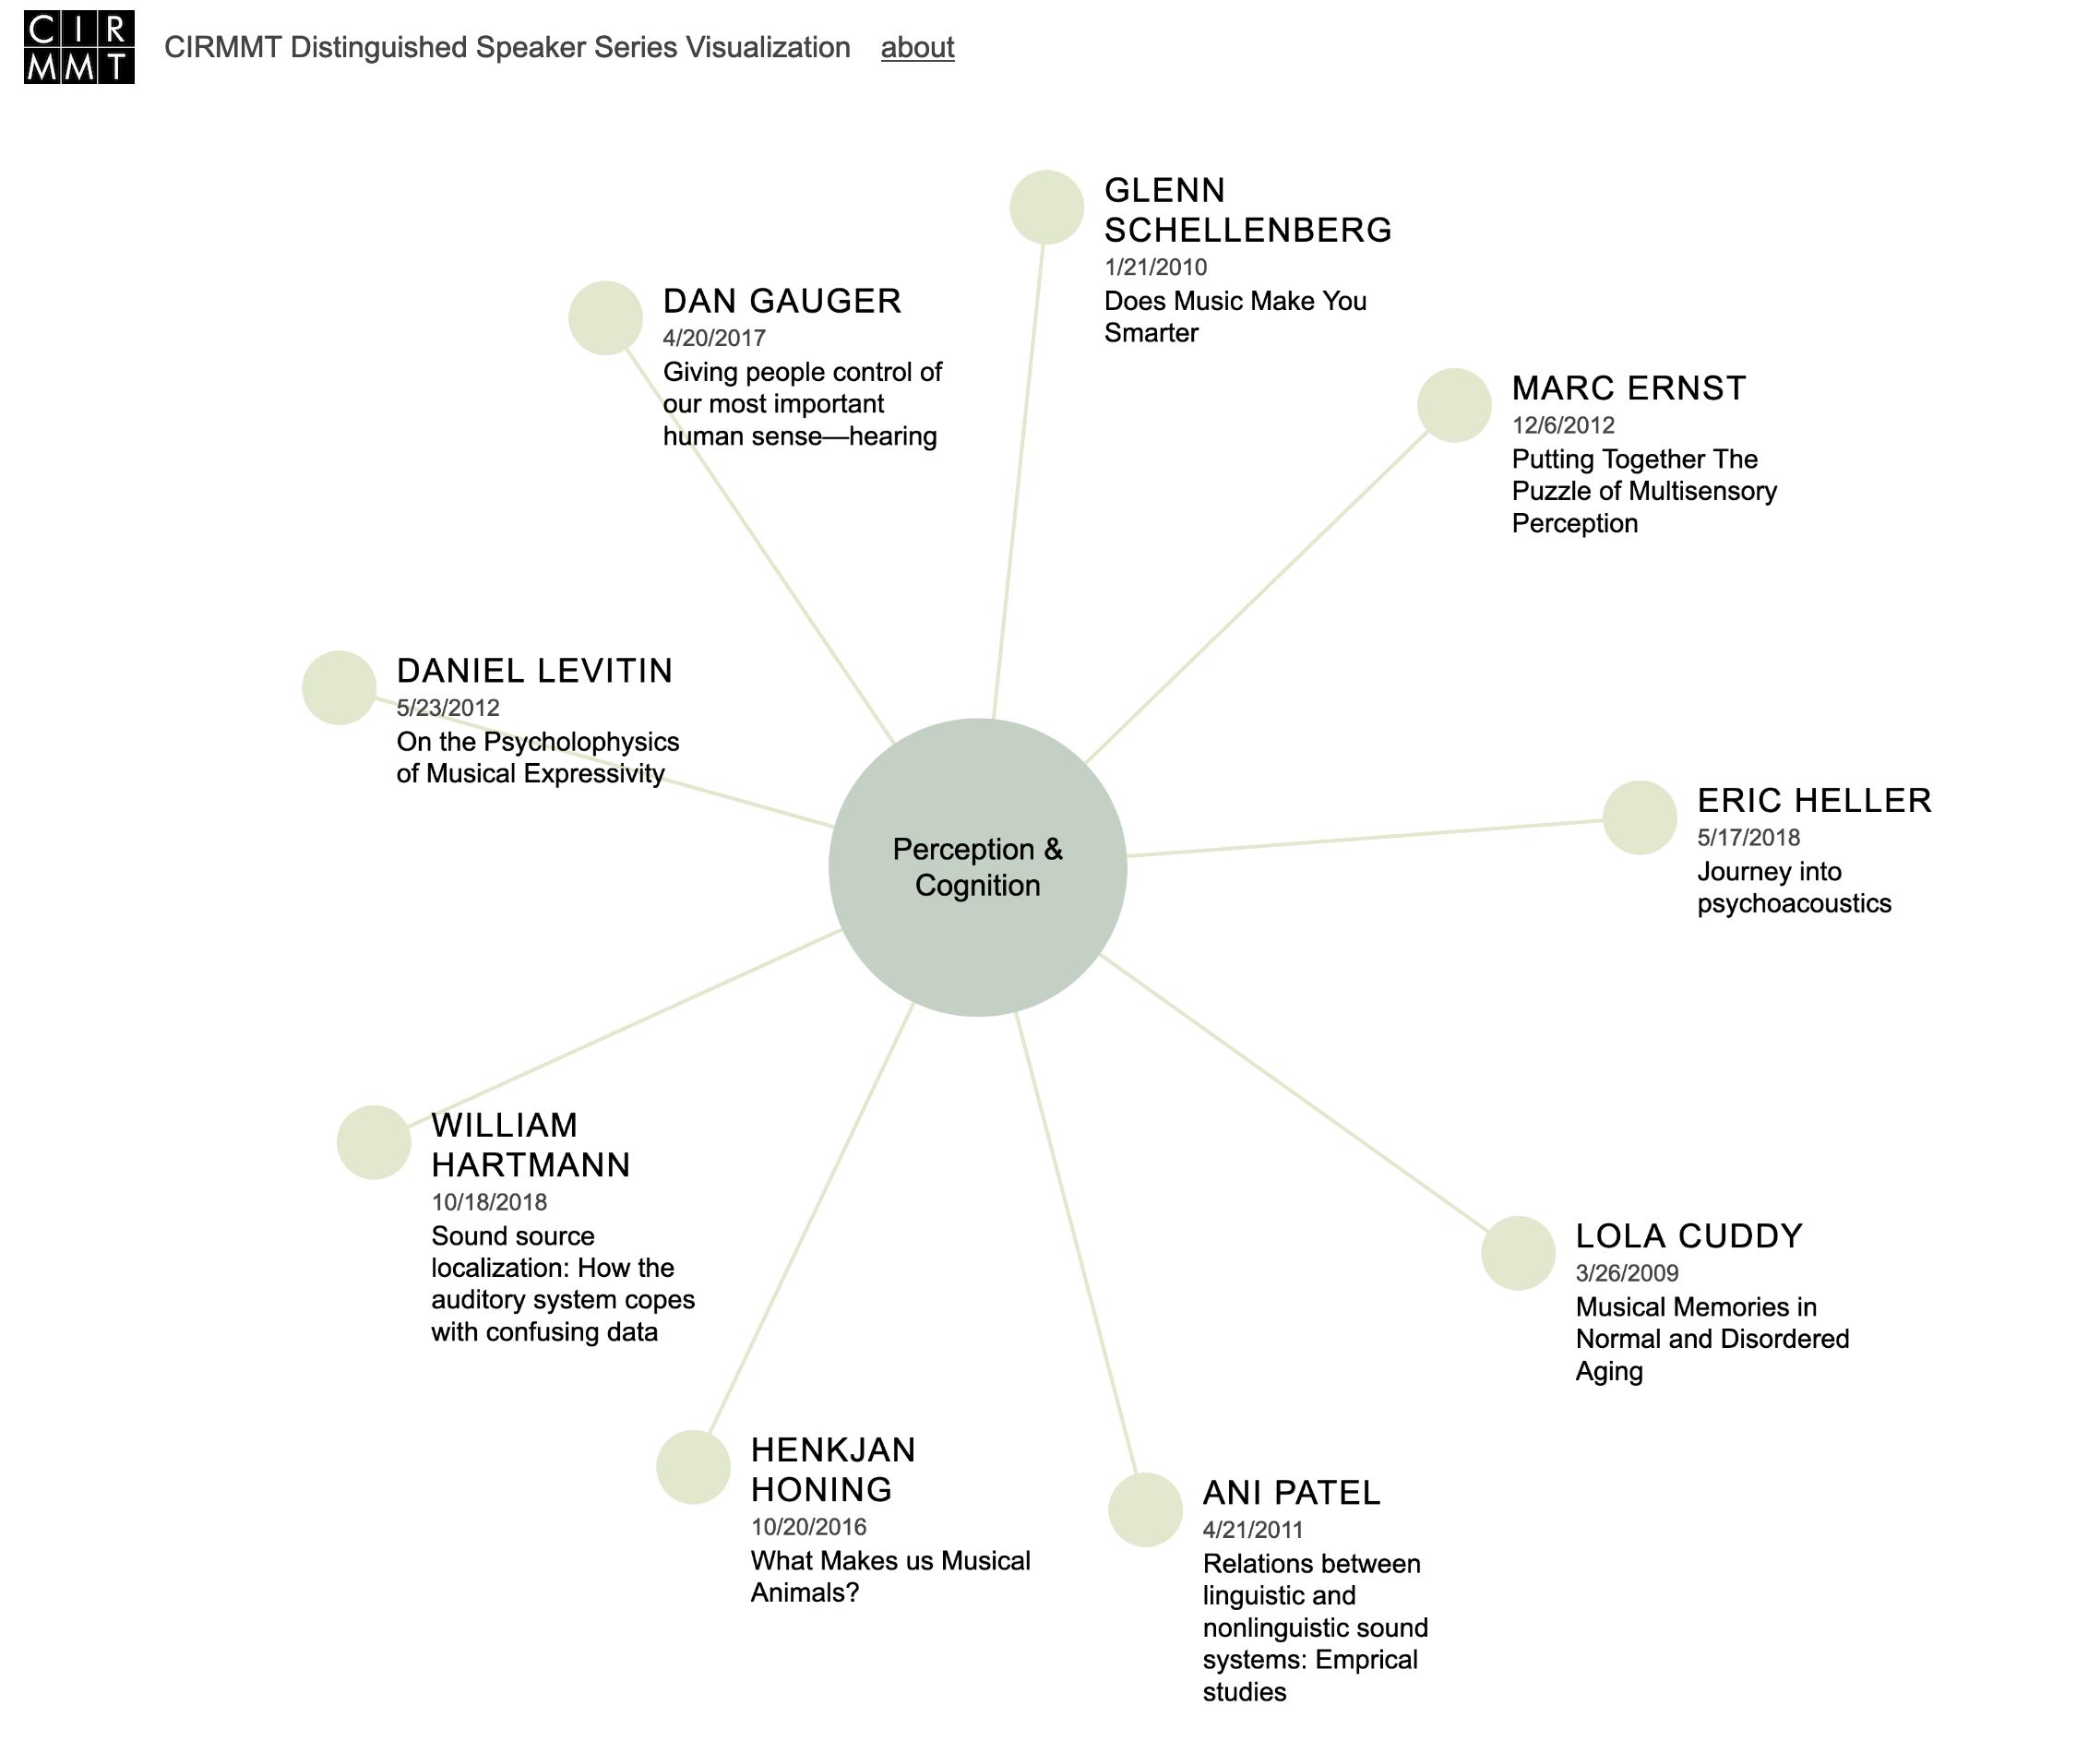 CIR
MMT
CIRMMT Distinguished Speaker Series Visualization about
GLENN
SCHELLENBERG
1/21/2010
Does Music Make You
Smarter
DAN GAUGER
4/20/2017
Giving people control of
our most important
human sense—hearing
MARC ERNST
12/6/2012
Putting Together The
Puzzle of Multisensory
Perception
DANIEL LEVITIN
5/23/2012
On the Psycholophysics
of Musical Expressivity
ERIC HELLER
5/17/2018
Journey into
psychoacoustics
Perception &
Cognition
WILLIAM
HARTMANN
10/18/2018
Sound source
localization: How the
auditory system copes
with confusing data
LOLA CUDDY
3/26/2009
Musical Memories in
Normal and Disordered
Aging
HENKJAN
HONING
10/20/2016
What Makes us Musical
Animals?
ANI PATEL
4/21/2011
Relations between
linguistic and
nonlinguistic sound
systems: Emprical
studies